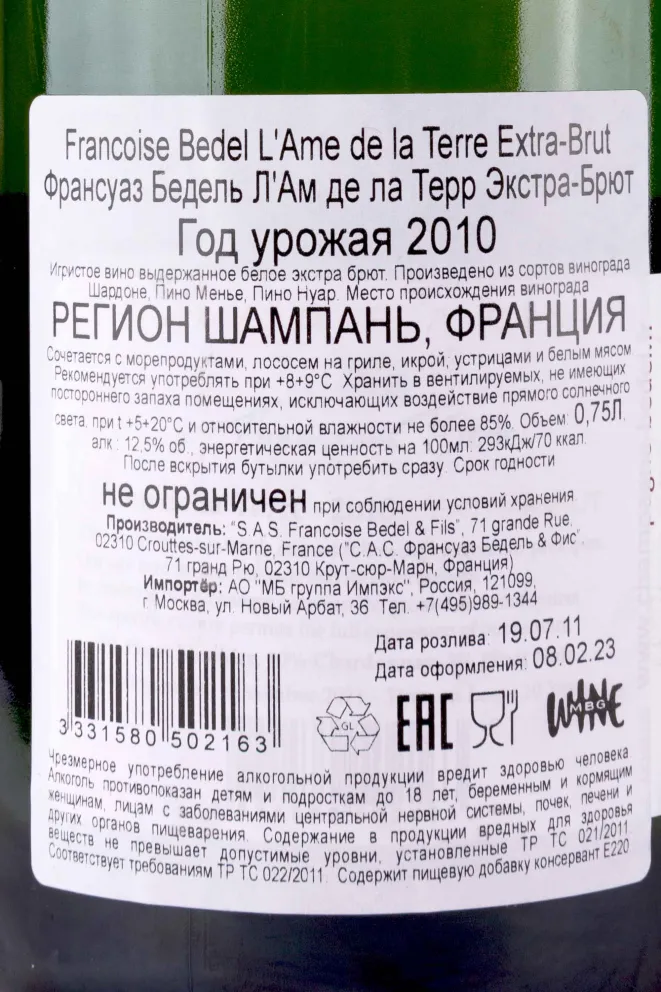 Francoise Bedel L'Ame de la Terre Extra-Brut
Франсуаз Бедель Л'Ам де ла Терр Экстра-Брют
Год урожая 2010
Игристое вино выдержанное белое экстра брют. Произведено из сортов винограда
Шардоне, Пино Менье, Пино Нуар. Место происхождения винограда
РЕГИОН ШАМПАНЬ, ФРАНЦИЯ
Сочетается с морепродуктами, лососем на гриле, икрой, устрицами и белым мясом.
Рекомендуется употреблять при +8+9°С Хранить в вентилируемых, не имеющих
постороннего запаха помещениях, исключающих воздействие прямого солнечного
света, при t +5+20°С и относительной влажности не более 85%. Объем: 0,75Л,
алк.: 12,5% об., энергетическая ценность на 100мл: 293кДж/70 ккал.
После вскрытия бутылки употребить сразу. Срок годности
не ограничен при соблюдении условий хранения.
Производитель: "S.A.S. Francoise Bedel & Fils", 71 grande Rue,
02310 Crouttes-sur-Marne, France ("С.А.С. Франсуаз Бедель & Фис",
71 гранд Рю, 02310 Крут-сюр-Марн, Франция)
Импортёр: АО "МБ группа Импэкс", Россия, 121099,
г. Москва, ул. Новый Арбат, 36 Тел. +7(495)989-1344
Дата розлива: 19.07.11
Дата оформления: 08.02.23
3 331580 502163
AGL
EAC
WINE
MBG
Чрезмерное употребление алкогольной продукции вредит здоровью человека
Алкоголь противопоказан детям и подросткам до 18 лет, беременным и кормящим
женщинам, лицам с заболеваниями центральной нервной системы, почек, печени и
других органов пищеварения. Содержание в продукции вредных для здоровья
веществ не превышает допустимые уровни, установленные ТР ТС 021/2011.
Соответствует требованиям ТР ТС 022/2011. Содержит пищевую добавку консервант Е220